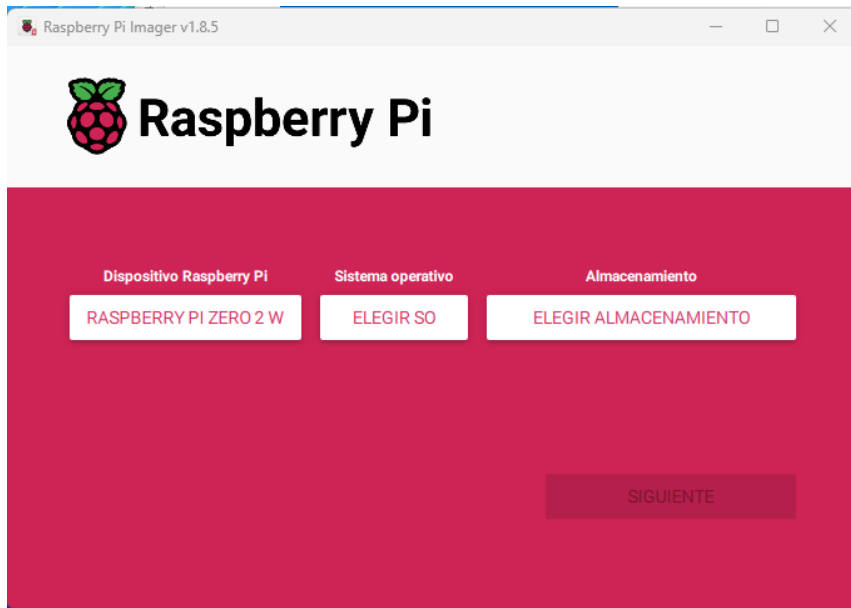 Raspberry Pi Imager v1.8.5
Raspberry Pi
Dispositivo Raspberry Pi
Sistema operativo
Almacenamiento
RASPBERRY PI ZERO 2 W
ELEGIR SO
ELEGIR ALMACENAMIENTO
SIGUIENTE